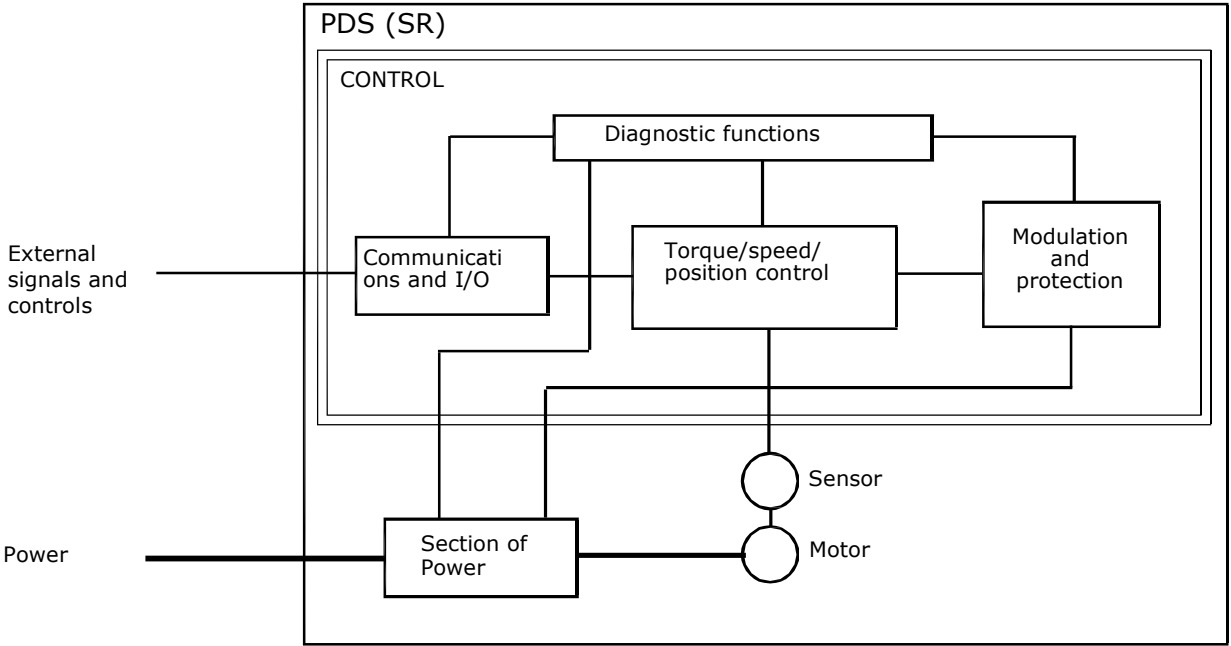 PDS (SR)
CONTROL
Diagnostic functions
External
signals and
controls
Communicati
ons and I/O
Torque/speed/
position control
Modulation
and
protection
Sensor
Power
Section of
Power
Motor